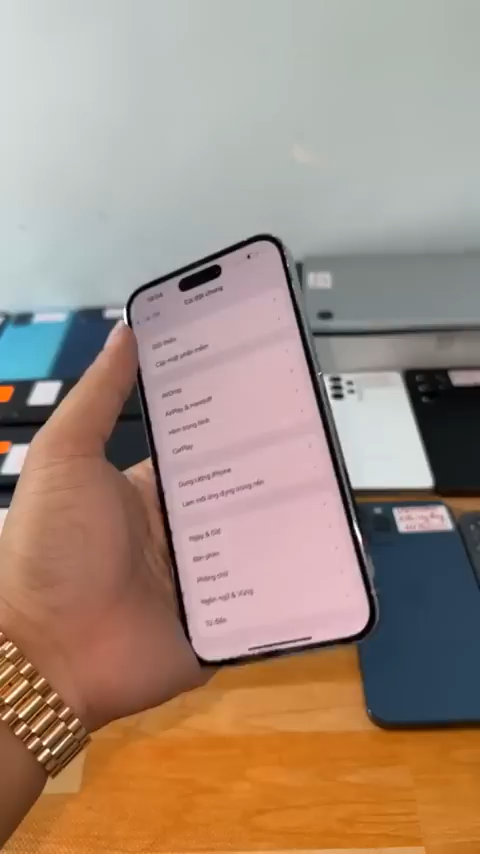 Cài đặt chung
Giới thiệu
Cập nhật phần mềm
AirDrop
AirPlay & Handoff
Hình trong hình
CarPlay
Dung lượng iPhone
Làm mới ứng dụng trong nền
Ngày & Giờ
Bàn phím
Phông chữ
Ngôn ngữ & Vùng
Từ điển